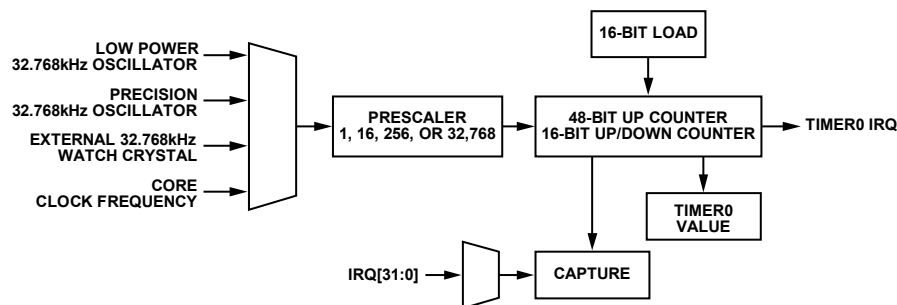 16-BIT LOAD
LOW POWER
32.768kHz OSCILLATOR
PRECISION
32.768kHz OSCILLATOR
EXTERNAL 32.768kHz
WATCH CRYSTAL
CORE
CLOCK FREQUENCY
PRESCALER
1, 16, 256, OR 32,768
48-BIT UP COUNTER
16-BIT UP/DOWN COUNTER
TIMER0 IRQ
TIMER0
VALUE
IRQ[31:0]
CAPTURE